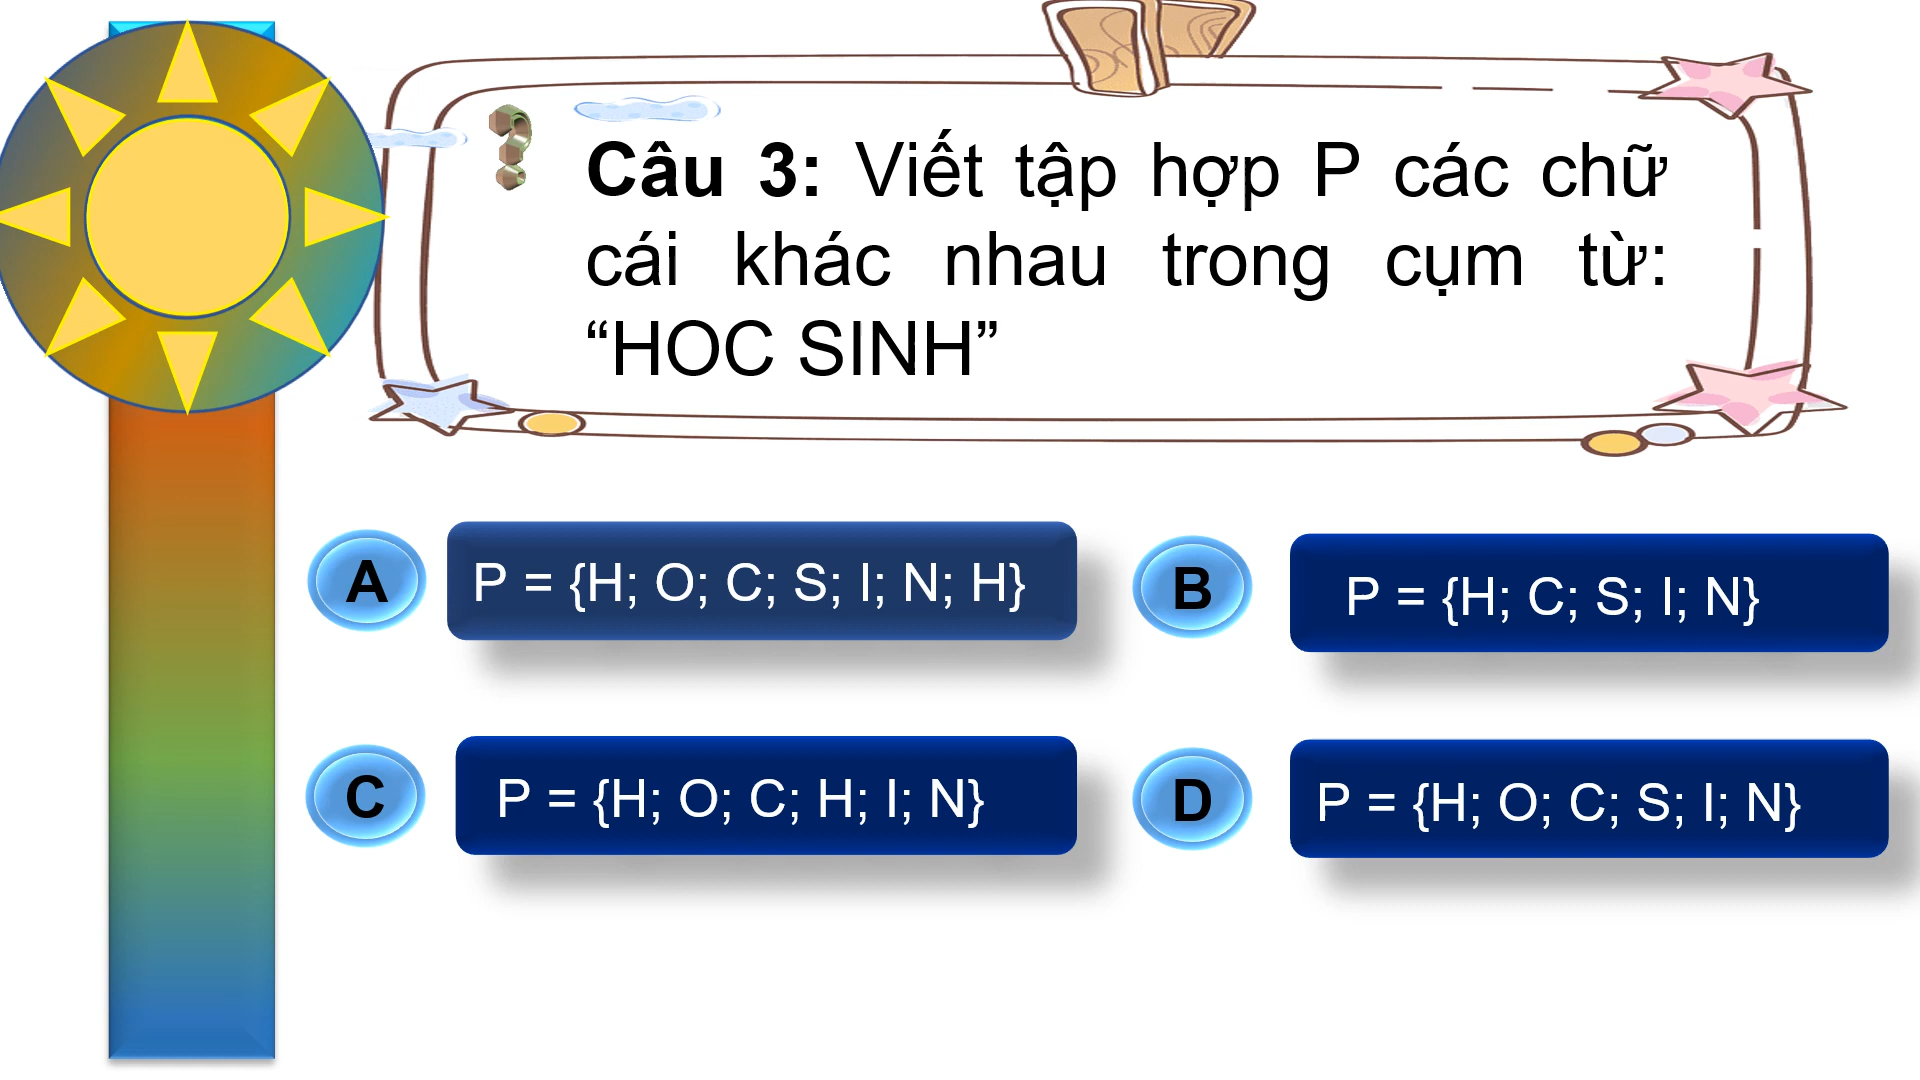 Câu 3: Viết tập hợp P các chữ
cái khác nhau trong cụm từ:
“HOC SINH”
A
P = {H; O; C; S; I; N; H}
B
P = {H; C; S; I; N}
C
P = {H; O; C; H; I; N}
D
P = {H; O; C; S; I; N}